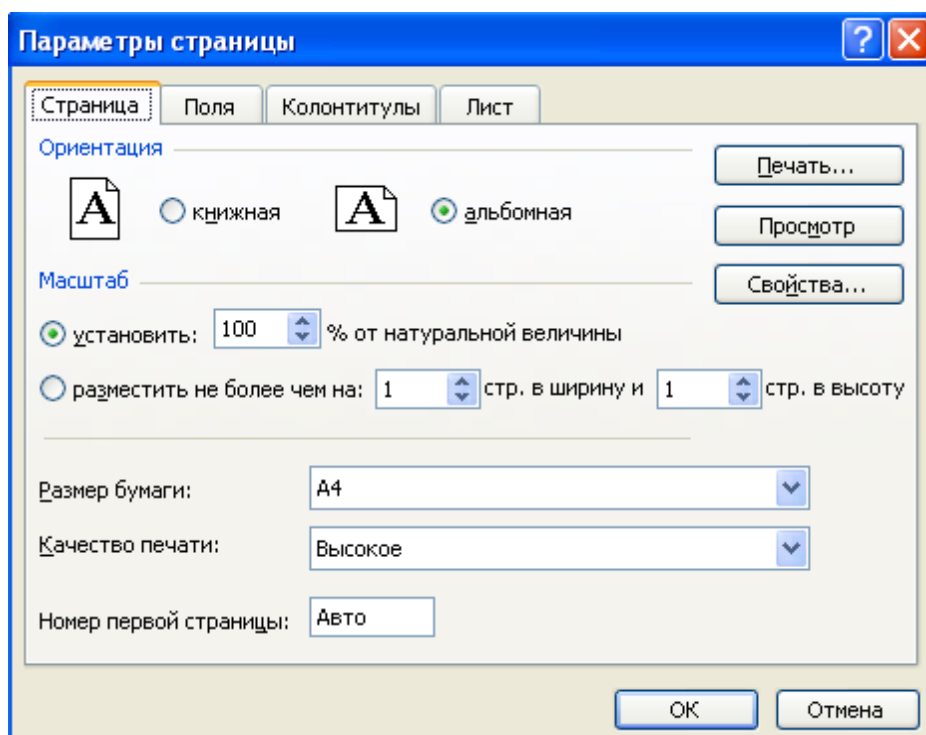 Параметры страницы
Страница Поля Колонтитулы Лист
Ориентация
Печать...
A книжная A альбомная
Просмотр
Масштаб
Свойства...
установить: 100 % от натуральной величины
разместить не более чем на: 1 стр. в ширину и 1 стр. в высоту
Размер бумаги: A4
Качество печати: Высокое
Номер первой страницы: Авто
ОК Отмена